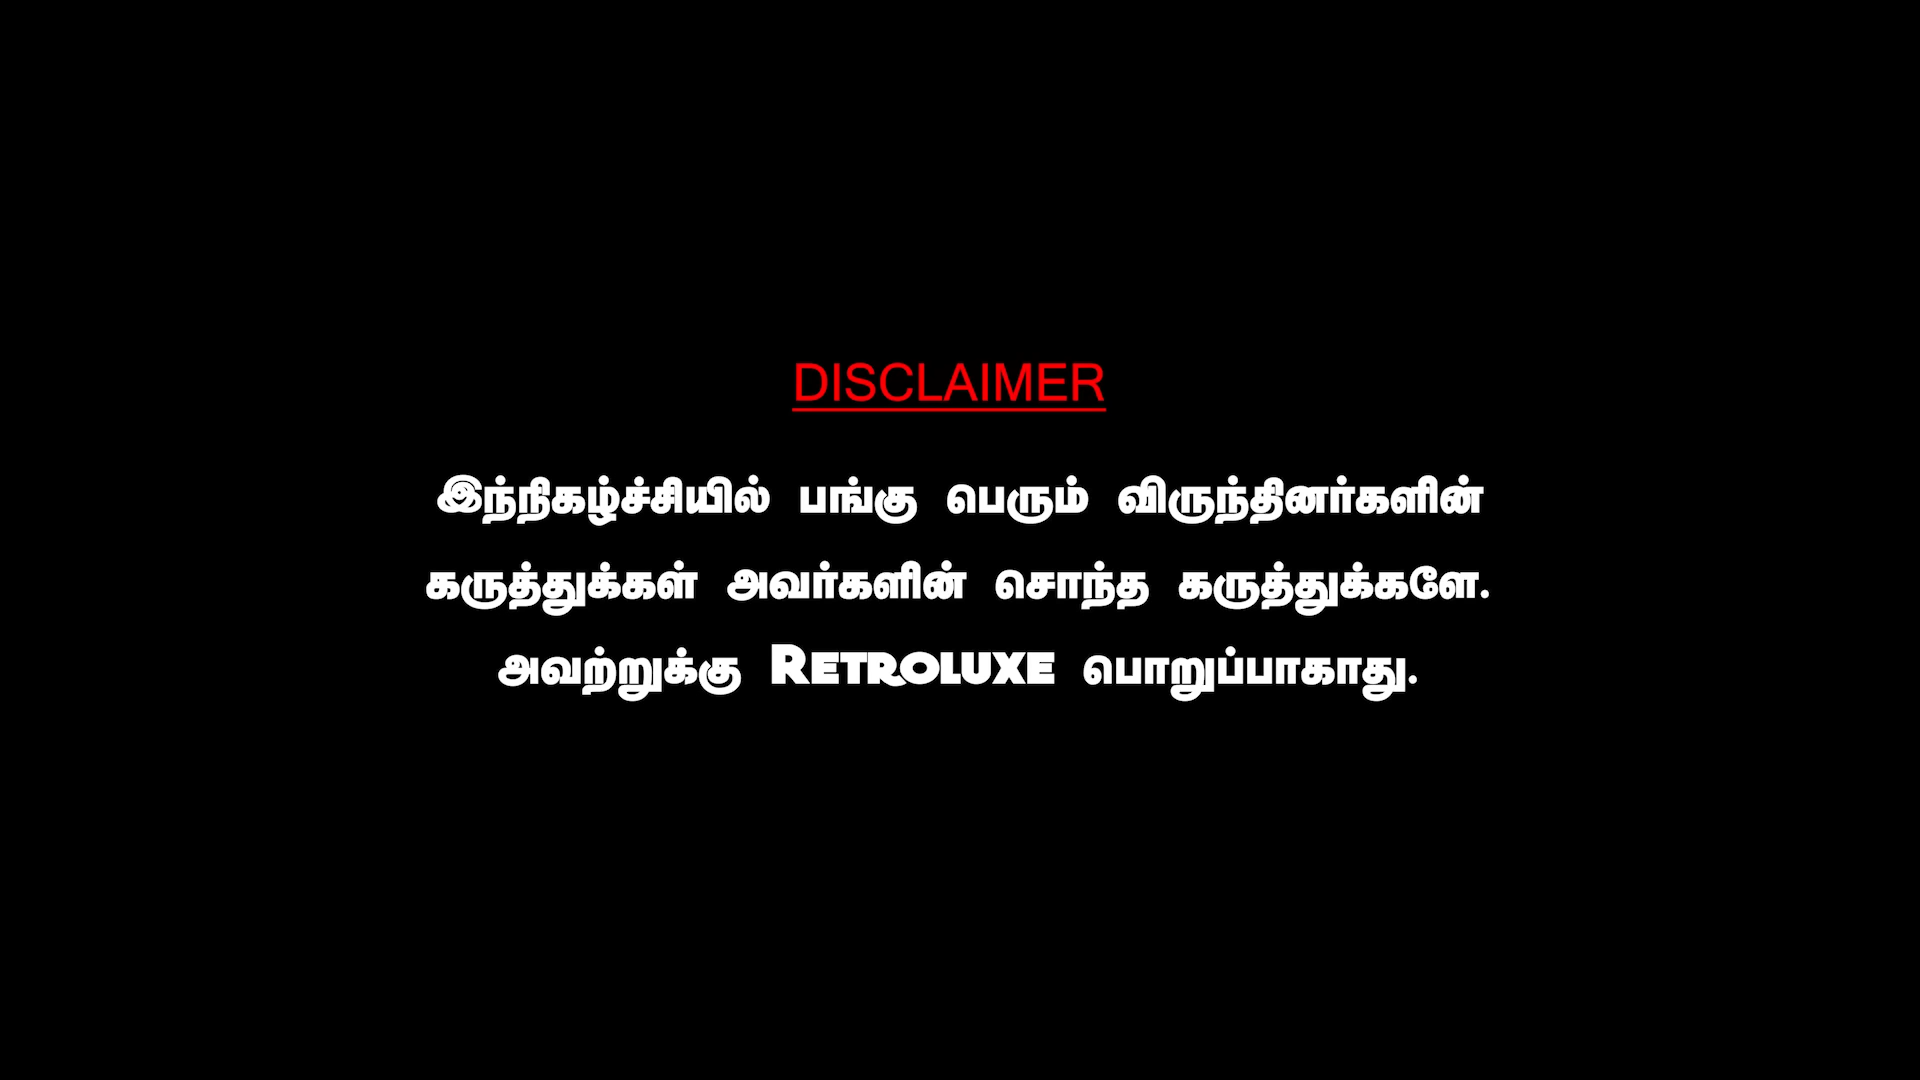 DISCLAIMER
இந்நிகழ்ச்சியில் பங்கு பெரும் விருந்தினர்களின்
கருத்துக்கள் அவர்களின் சொந்த கருத்துக்களே.
அவற்றுக்கு RETROLUXE பொறுப்பாகாது.